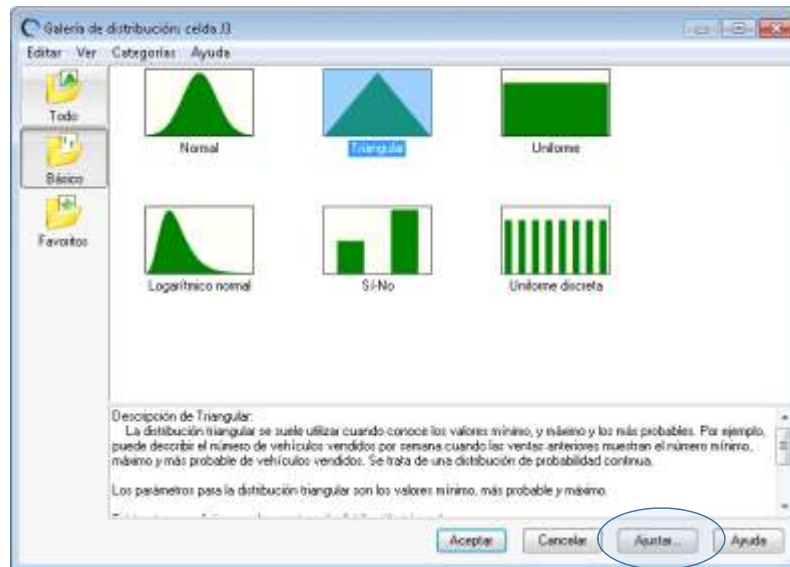 Galería de distribución: celda J3
Editar Ver Categorías Ayuda
Todo
Básico
Favoritos
Normal
Triangular
Uniforme
Logarítmico normal
Sí-No
Uniforme discreta
Descripción de Triangular:
La distribución triangular se suele utilizar cuando conoce los valores mínimo, y máximo y los más probables. Por ejemplo,
puede describir el número de vehículos vendidos por semana cuando las ventas anteriores muestran el número mínimo,
máximo y más probable de vehículos vendidos. Se trata de una distribución de probabilidad continua.
Los parámetros para la distribución triangular son los valores mínimo, más probable y máximo.
Aceptar
Cancelar
Ajustar...
Ayuda